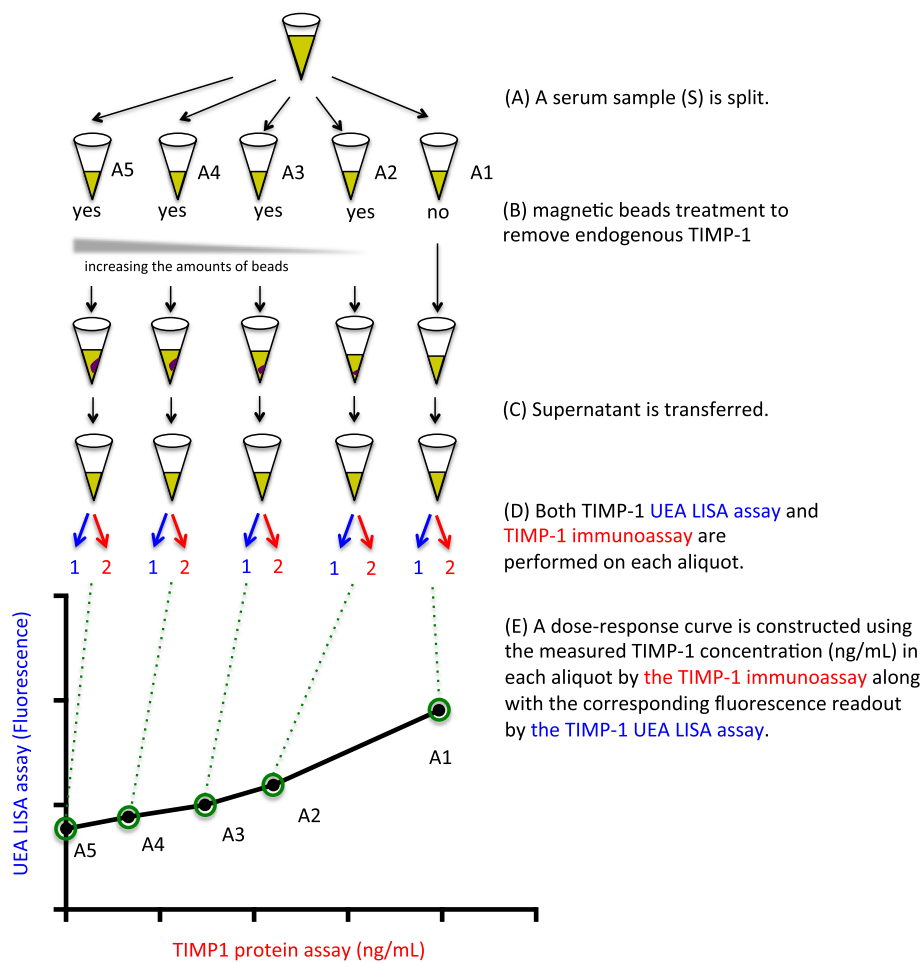 (A) A serum sample (S) is split.
A5 A4 A3 A2 A1
yes yes yes yes no
(B) magnetic beads treatment to
remove endogenous TIMP-1
increasing the amounts of beads
(C) Supernatant is transferred.
(D) Both TIMP-1 UEA LISA assay and
TIMP-1 immunoassay are
performed on each aliquot.
1 2 1 2 1 2 1 2 1 2
(E) A dose-response curve is constructed using
the measured TIMP-1 concentration (ng/mL) in
each aliquot by the TIMP-1 immunoassay along
with the corresponding fluorescence readout
by the TIMP-1 UEA LISA assay.
UEA LISA assay (Fluorescence)
A5
A4
A3
A2
A1
TIMP1 protein assay (ng/mL)